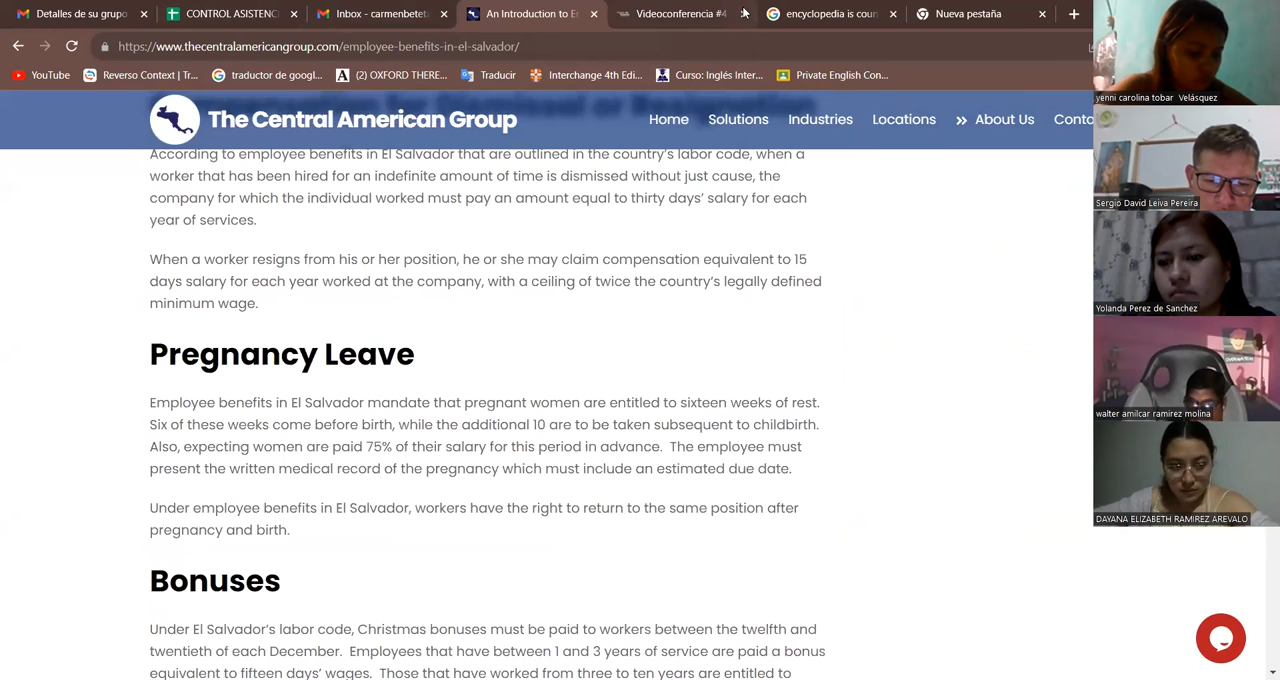 Detalles de su grupo
CONTROL ASISTENC
Inbox - carmenbeteta
An Introduction to Em
Videoconferencia #4
encyclopedia is coun
Nueva pestaña
https://www.thecentralamericangroup.com/employee-benefits-in-el-salvador/
YouTube
Reverso Context | Tr...
traductor de googl...
(2) OXFORD THERE...
Traducir
Interchange 4th Edi...
Curso: Inglés Inter...
Private English Con...
Compensation for Dismissal or Resignation
The Central American Group
Home
Solutions
Industries
Locations
About Us
Conta
According to employee benefits in El Salvador that are outlined in the country's labor code, when a
worker that has been hired for an indefinite amount of time is dismissed without just cause, the
company for which the individual worked must pay an amount equal to thirty days' salary for each
year of services.
When a worker resigns from his or her position, he or she may claim compensation equivalent to 15
days salary for each year worked at the company, with a ceiling of twice the country's legally defined
minimum wage.
Pregnancy Leave
Employee benefits in El Salvador mandate that pregnant women are entitled to sixteen weeks of rest.
Six of these weeks come before birth, while the additional 10 are to be taken subsequent to childbirth.
Also, expecting women are paid 75% of their salary for this period in advance.  The employee must
present the written medical record of the pregnancy which must include an estimated due date.
Under employee benefits in El Salvador, workers have the right to return to the same position after
pregnancy and birth.
Bonuses
Under El Salvador's labor code, Christmas bonuses must be paid to workers between the twelfth and
twentieth of each December.  Employees that have between 1 and 3 years of service are paid a bonus
equivalent to fifteen days' wages.  Those that have worked from three to ten years are entitled to
yenni carolina tobar Velásquez
Sergio David Leiva Pereira
Yolanda Perez de Sanchez
walter amilcar ramirez molina
DAYANA ELIZABETH RAMIREZ AREVALO